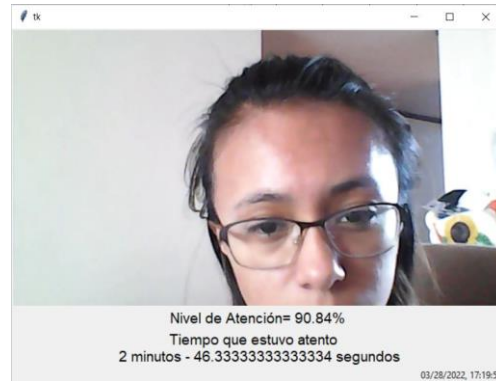 tk
Nivel de Atención= 90.84%
Tiempo que estuvo atento
2 minutos - 46.33333333333334 segundos
03/28/2022, 17:19:5